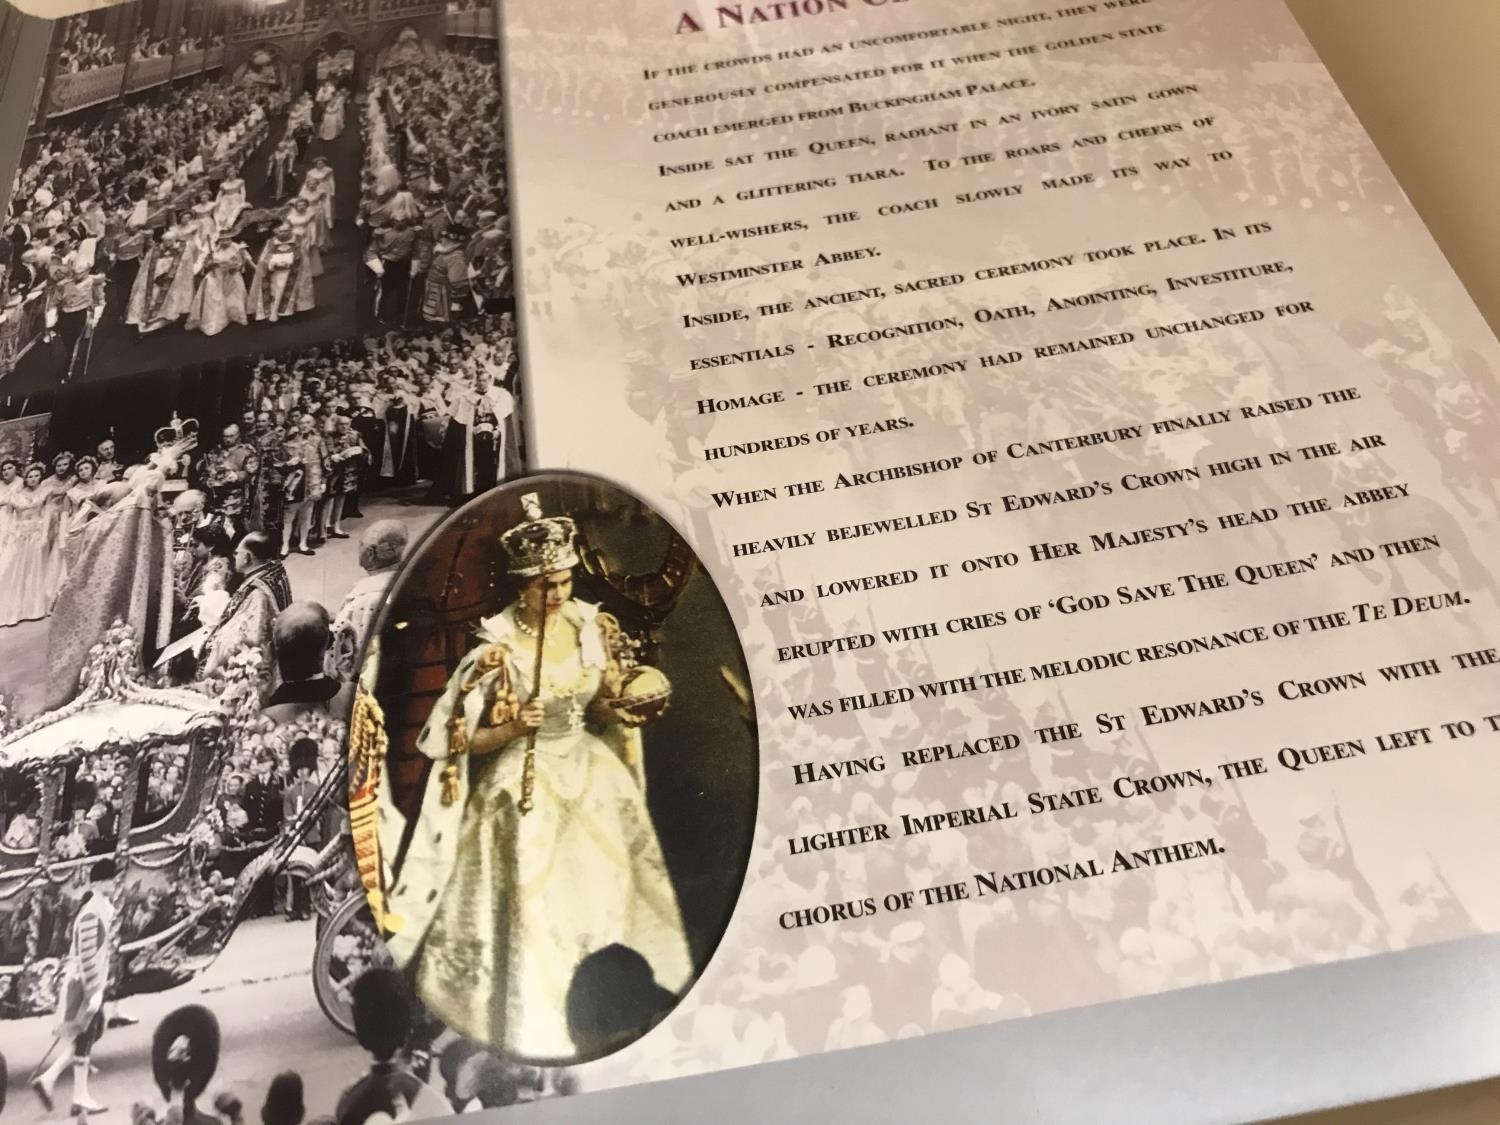 A NATION
IF THE CROWDS HAD AN UNCOMFORTABLE NIGHT, THEY WERE
GENEROUSLY COMPENSATED FOR IT WHEN THE GOLDEN STATE
COACH EMERGED FROM BUCKINGHAM PALACE.
INSIDE SAT THE QUEEN, RADIANT IN AN IVORY SATIN GOWN
AND A GLITTERING TIARA. TO THE ROARS AND CHEERS OF
WELL-WISHERS, THE COACH SLOWLY MADE ITS WAY TO
WESTMINSTER ABBEY.
INSIDE, THE ANCIENT, SACRED CEREMONY TOOK PLACE. IN ITS
ESSENTIALS - RECOGNITION, OATH, ANOINTING, INVESTITURE,
HOMAGE - THE CEREMONY HAD REMAINED UNCHANGED FOR
HUNDREDS OF YEARS.
WHEN THE ARCHBISHOP OF CANTERBURY FINALLY RAISED THE
HEAVILY BEJEWELLED ST EDWARD'S CROWN HIGH IN THE AIR
AND LOWERED IT ONTO HER MAJESTY'S HEAD THE ABBEY
ERUPTED WITH CRIES OF 'GOD SAVE THE QUEEN' AND THEN
WAS FILLED WITH THE MELODIC RESONANCE OF THE TE DEUM.
HAVING REPLACED THE ST EDWARD'S CROWN WITH THE
LIGHTER IMPERIAL STATE CROWN, THE QUEEN LEFT TO
CHORUS OF THE NATIONAL ANTHEM.